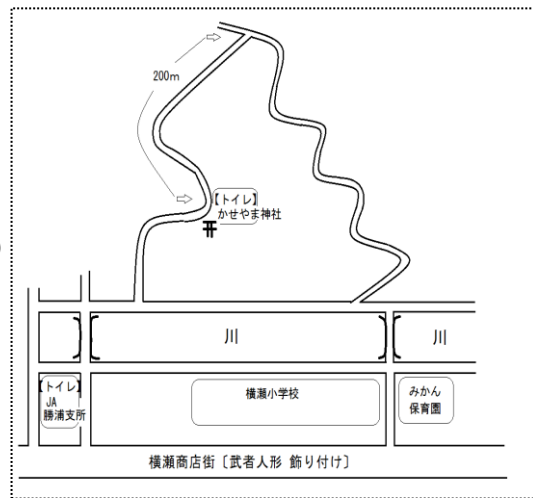 200m
【トイレ】
かせやま神社
川
川
【トイレ】
JA
勝浦支所
横瀬小学校
みかん
保育園
横瀬商店街〔武者人形 飾り付け〕